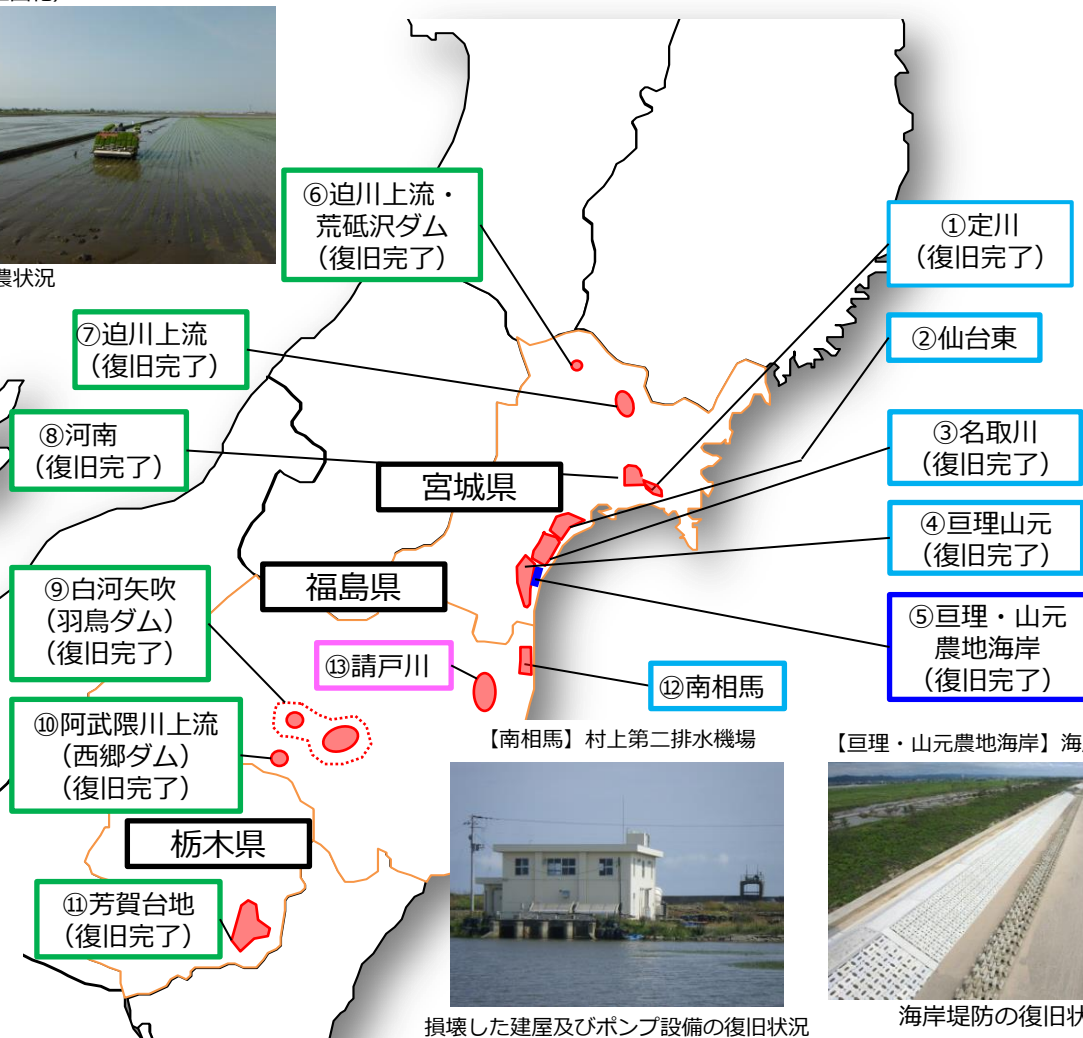 ⑥迫川上流・
荒砥沢ダム
(復旧完了)
①定川
(復旧完了)
農状況
⑦迫川上流
(復旧完了)
②仙台東
⑧河南
(復旧完了)
③名取川
(復旧完了)
宮城県
④亘理山元
(復旧完了)
⑨白河矢吹
(羽鳥ダム)
(復旧完了)
福島県
⑤亘理・山元
農地海岸
(復旧完了)
⑬請戸川
⑫南相馬
⑩阿武隈川上流
(西郷ダム)
(復旧完了)
【南相馬】村上第二排水機場
【亘理・山元農地海岸】海
栃木県
⑪芳賀台地
(復旧完了)
損壊した建屋及びポンプ設備の復旧状況
海岸堤防の復旧状